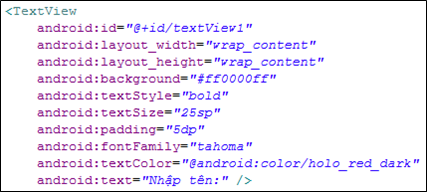 <TextView
android:id="@+id/textView1"
android:layout_width="wrap_content"
android:layout_height="wrap_content"
android:background="#ff0000ff"
android:textStyle="bold"
android:textSize="25sp"
android:padding="5dp"
android:fontFamily="tahoma"
android:textColor="@android:color/holo_red_dark"
android:text="Nhập tên:" />